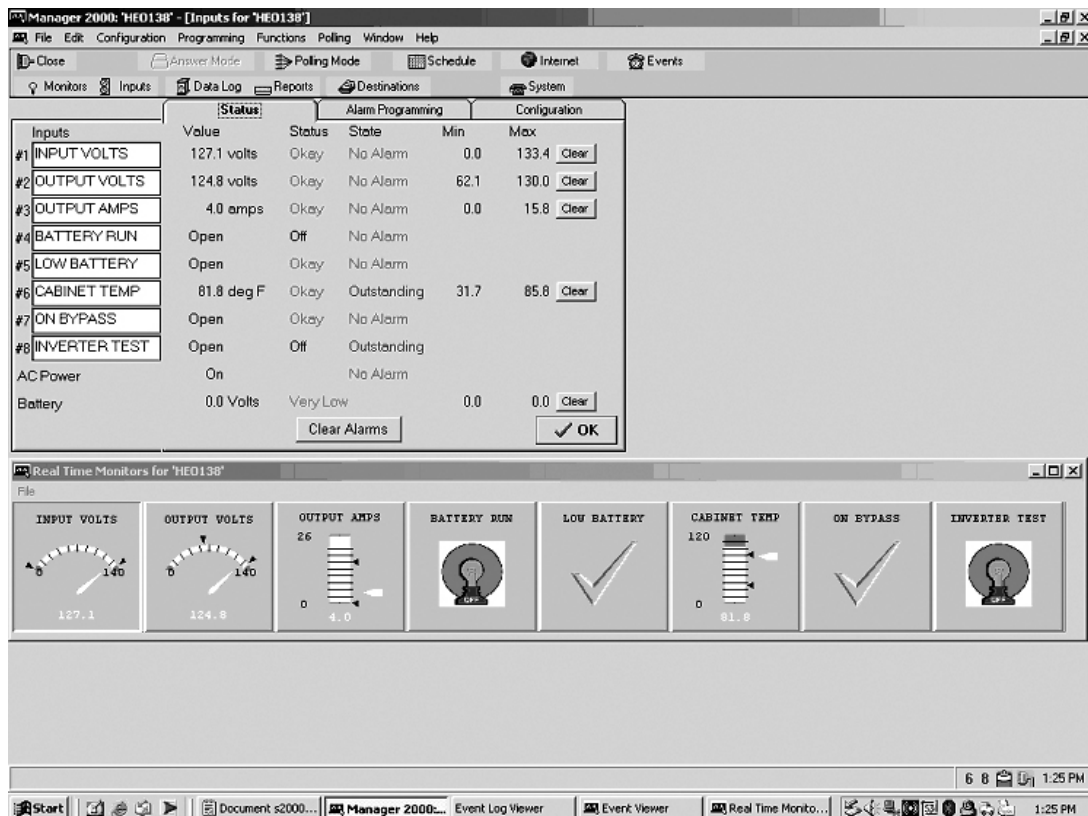 Manager 2000: 'HEO138' - [Inputs for 'HEO138']
File Edit Configuration Programming Functions Polling Window Help
Close Answer Mode Polling Mode Schedule Internet Events
Monitors Inputs Data Log Reports Destinations System
Status Alarm Programming Configuration
Inputs Value Status State Min Max
#1 INPUT VOLTS 127.1 volts Okay No Alarm 0.0 133.4 Clear
#2 OUTPUT VOLTS 124.8 volts Okay No Alarm 62.1 130.0 Clear
#3 OUTPUT AMPS 4.0 amps Okay No Alarm 0.0 15.8 Clear
#4 BATTERY RUN Open Off No Alarm
#5 LOW BATTERY Open Okay No Alarm
#6 CABINET TEMP 81.8 deg F Okay Outstanding 31.7 85.8 Clear
#7 ON BYPASS Open Okay No Alarm
#8 INVERTER TEST Open Off Outstanding
AC Power On No Alarm
Battery 0.0 Volts Very Low 0.0 0.0 Clear
Clear Alarms OK
Real Time Monitors for 'HEO138'
File
INPUT VOLTS OUTPUT VOLTS OUTPUT AMPS BATTERY RUN LOW BATTERY CABINET TEMP ON BYPASS INVERTER TEST
26 120
0 140 0 140
OFF OFF
0 0
127.1 124.8 4.0 81.8
6 8 1:25 PM
Start Document s2000... Manager 2000:... Event Log Viewer Event Viewer Real Time Monito... 1:25 PM